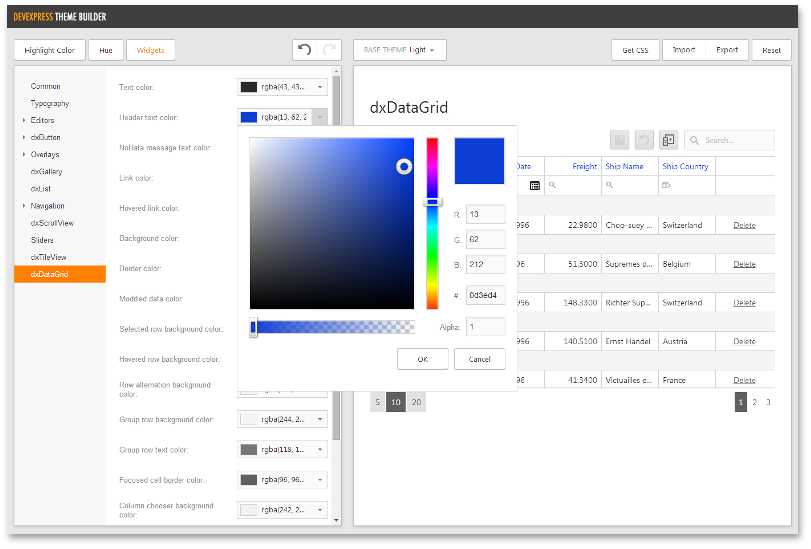 DEVEXPRESS THEME BUILDER
Highlight Color
Hue
Widgets
BASE THEME Light
Get CSS
Import
Export
Reset
Common
Typography
Editors
dxButton
Overlays
dxGallery
dxList
Navigation
dxScrollView
Sliders
dxTileView
dxDataGrid
Text color:
rgba(43, 43...
Header text color:
rgba(13, 62, 2
NoData message text color:
Link color:
Hovered link color:
Background color:
Border color:
Modified data color:
Selected row background color:
Hovered row background color:
Row alternation background
color:
Group row background color:
rgba(244, 2...
Group row text color:
rgba(118, 1...
Focused cell border color:
rgba(96, 96...
Column chooser background
color:
rgba(242, 2...
R: 13
G: 62
B: 212
#: 0d3ed4
Alpha: 1
OK
Cancel
dxDataGrid
Search...
Date Freight Ship Name Ship Country
996 22.9800 Chop-suey ... Switzerland Delete
996 51.3000 Supremes d... Belgium Delete
996 148.3300 Richter Sup... Switzerland Delete
996 140.5100 Ernst Handel Austria Delete
96 41.3400 Victuailles e... France Delete
5 10 20
1 2 3